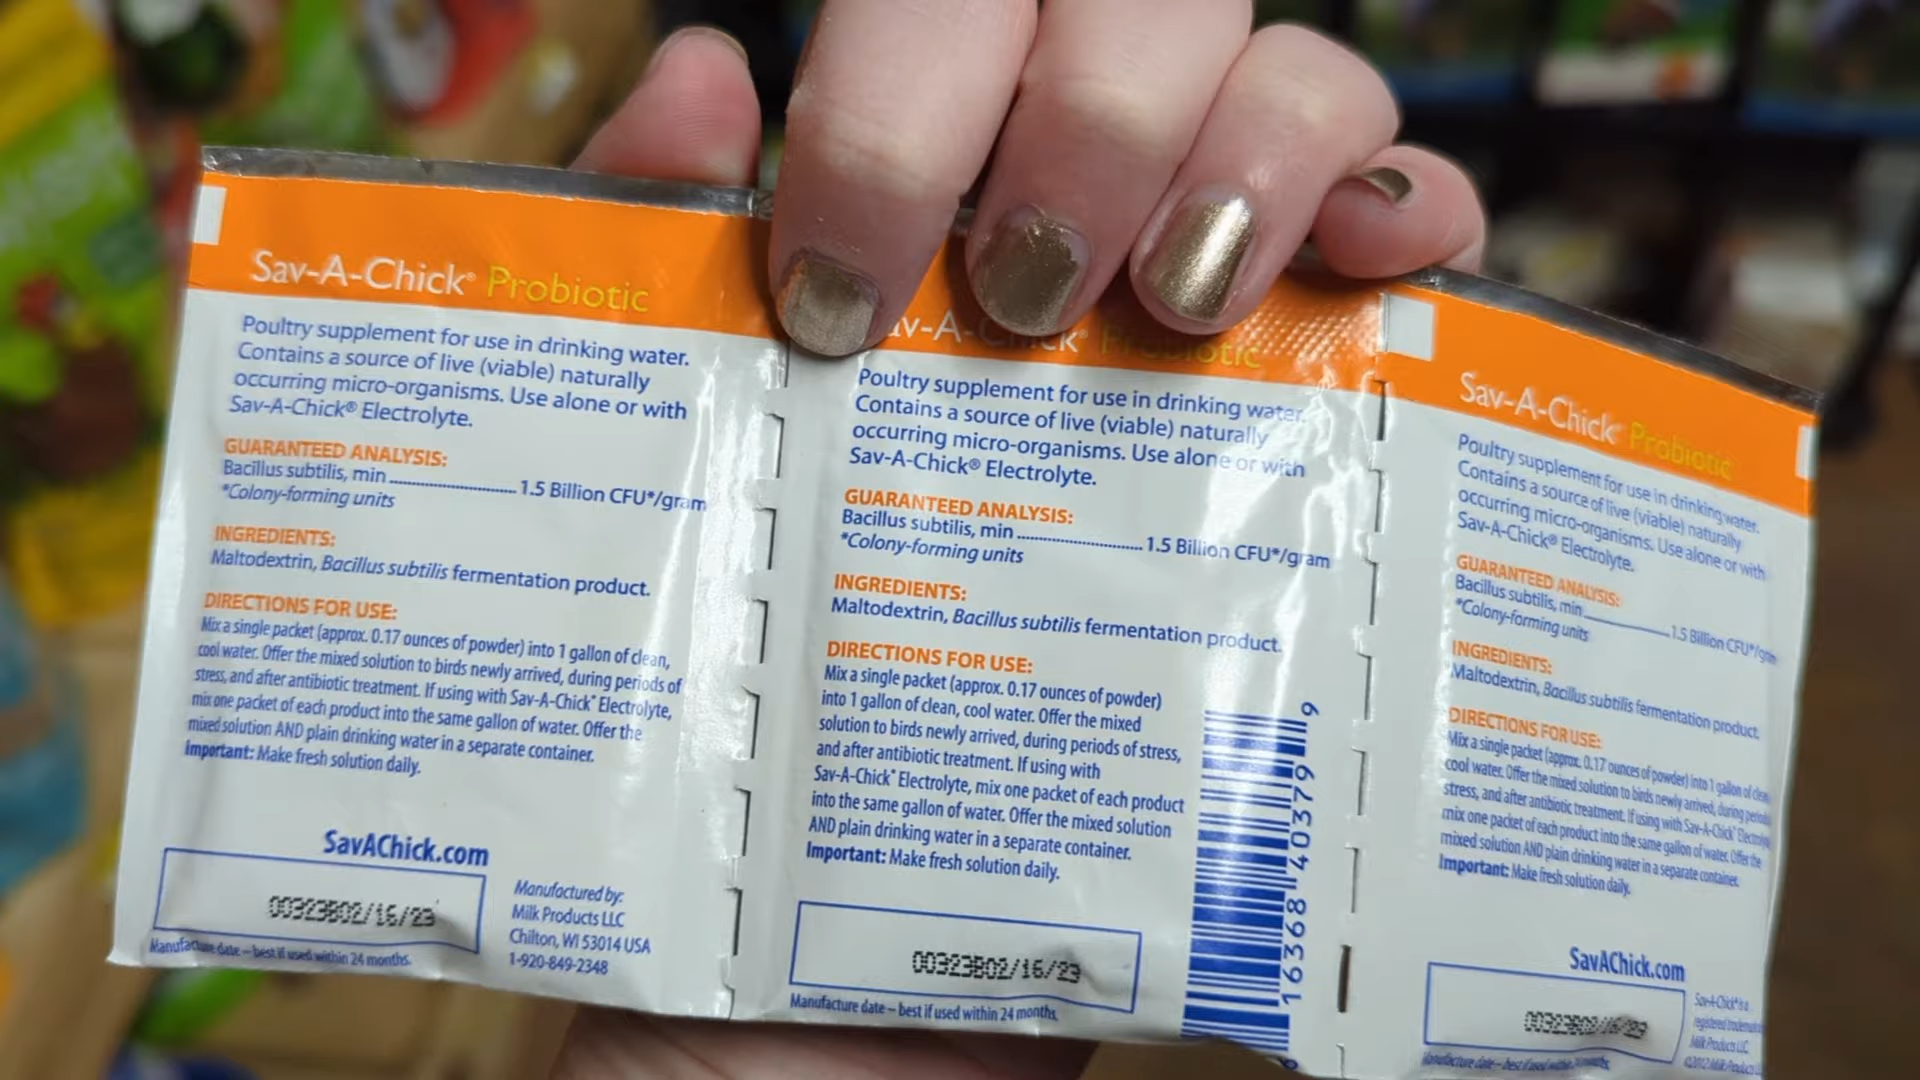 Sav-A-Chick® Probiotic
Poultry supplement for use in drinking water.
Contains a source of live (viable) naturally
occurring micro-organisms. Use alone or with
Sav-A-Chick® Electrolyte.
GUARANTEED ANALYSIS:
Bacillus subtilis, min ........................ 1.5 Billion CFU*/gram
*Colony-forming units
INGREDIENTS:
Maltodextrin, Bacillus subtilis fermentation product.
DIRECTIONS FOR USE:
Mix a single packet (approx. 0.17 ounces of powder) into 1 gallon of clean,
cool water. Offer the mixed solution to birds newly arrived, during periods of
stress, and after antibiotic treatment. If using with Sav-A-Chick® Electrolyte,
mix one packet of each product into the same gallon of water. Offer the
mixed solution AND plain drinking water in a separate container.
Important: Make fresh solution daily.
SavAChick.com
00323B02/16/23
Manufacture date – best if used within 24 months.
Manufactured by:
Milk Products LLC
Chilton, WI 53014 USA
1-920-849-2348
av-A-Chick® Probiotic
Poultry supplement for use in drinking water.
Contains a source of live (viable) naturally
occurring micro-organisms. Use alone or with
Sav-A-Chick® Electrolyte.
GUARANTEED ANALYSIS:
Bacillus subtilis, min ........................ 1.5 Billion CFU*/gram
*Colony-forming units
INGREDIENTS:
Maltodextrin, Bacillus subtilis fermentation product.
DIRECTIONS FOR USE:
Mix a single packet (approx. 0.17 ounces of powder)
into 1 gallon of clean, cool water. Offer the mixed
solution to birds newly arrived, during periods of stress,
and after antibiotic treatment. If using with
Sav-A-Chick® Electrolyte, mix one packet of each product
into the same gallon of water. Offer the mixed solution
AND plain drinking water in a separate container.
Important: Make fresh solution daily.
00323B02/16/23
Manufacture date – best if used within 24 months.
16368 40379 9
Sav-A-Chick® Probiotic
Poultry supplement for use in drinking water.
Contains a source of live (viable) naturally
occurring micro-organisms. Use alone or with
Sav-A-Chick® Electrolyte.
GUARANTEED ANALYSIS:
Bacillus subtilis, min ........................ 1.5 Billion CFU*/gram
*Colony-forming units
INGREDIENTS:
Maltodextrin, Bacillus subtilis fermentation product.
DIRECTIONS FOR USE:
Mix a single packet (approx. 0.17 ounces of powder) into 1 gallon of clean,
cool water. Offer the mixed solution to birds newly arrived, during
stress, and after antibiotic treatment. If using with Sav-A-Chick®
mix one packet of each product into the same gallon of water. Offer the
mixed solution AND plain drinking water in a separate container.
Important: Make fresh solution daily.
SavAChick.com
Manufacture date – best if used within 24 months.
Sav-A-Chick® is a
registered
Milk Products LLC.
©2012 Milk Products